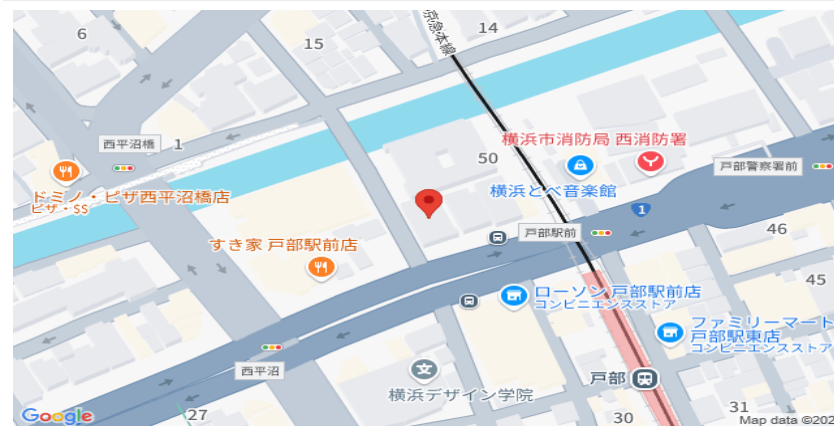 6
15
14
京急本線
西平沼橋
1
ドミノ・ピザ西平沼橋店
ピザ・$$
50
横浜市消防局 西消防署
横浜とべ音楽館
戸部警察署前
1
戸部駅前
46
すき家 戸部駅前店
45
ローソン 戸部駅前店
コンビニエンスストア
ファミリーマート
戸部駅東店
コンビニエンスストア
西平沼
横浜デザイン学院
戸部
27
30
31
Google
Map data ©202